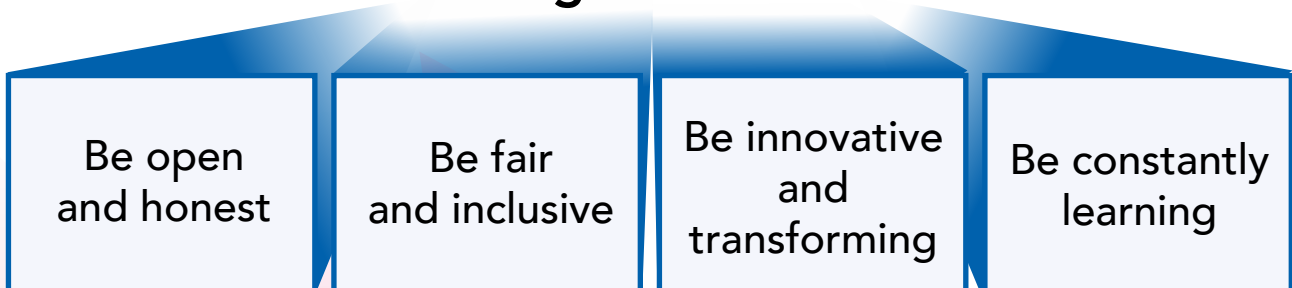 Be open
and honest
Be fair
and inclusive
Be innovative
and
transforming
Be constantly
learning